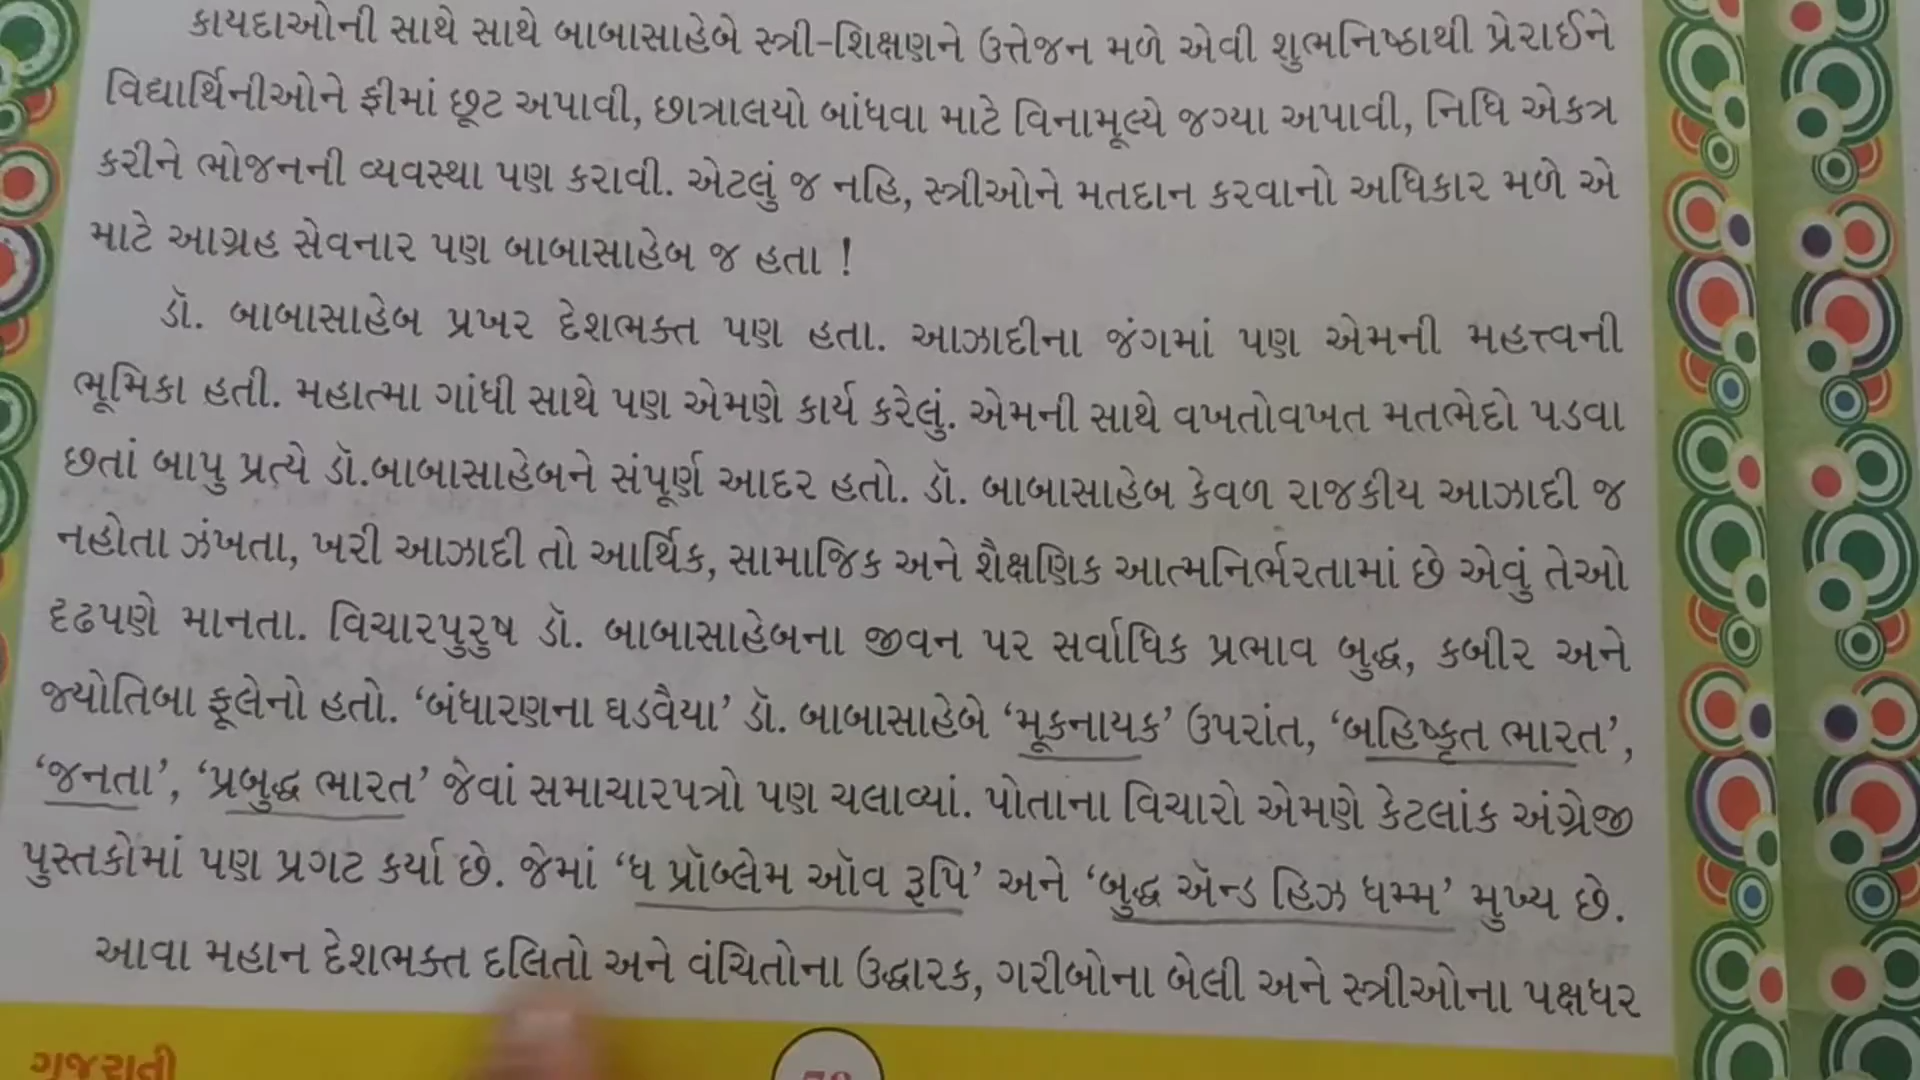 કાયદાઓની સાથે સાથે બાબાસાહેબે સ્ત્રી-શિક્ષણને ઉત્તેજન મળે એવી શુભનિષ્ઠાથી પ્રેરાઈને
વિદ્યાર્થિનીઓને ફીમાં છૂટ અપાવી, છાત્રાલયો બાંધવા માટે વિનામૂલ્યે જગ્યા અપાવી, નિધિ એકત્ર
કરીને ભોજનની વ્યવસ્થા પણ કરાવી. એટલું જ નહિ, સ્ત્રીઓને મતદાન કરવાનો અધિકાર મળે એ
માટે આગ્રહ સેવનાર પણ બાબાસાહેબ જ હતા !
ડૉ. બાબાસાહેબ પ્રખર દેશભક્ત પણ હતા. આઝાદીના જંગમાં પણ એમની મહત્ત્વની
ભૂમિકા હતી. મહાત્મા ગાંધી સાથે પણ એમણે કાર્ય કરેલું. એમની સાથે વખતોવખત મતભેદો પડવા
છતાં બાપુ પ્રત્યે ડૉ.બાબાસાહેબને સંપૂર્ણ આદર હતો. ડૉ. બાબાસાહેબ કેવળ રાજકીય આઝાદી જ
નહોતા ઝંખતા, ખરી આઝાદી તો આર્થિક, સામાજિક અને શૈક્ષણિક આત્મનિર્ભરતામાં છે એવું તેઓ
દૃઢપણે માનતા. વિચારપુરુષ ડૉ. બાબાસાહેબના જીવન પર સર્વાધિક પ્રભાવ બુદ્ધ, કબીર અને
જ્યોતિબા ફૂલેનો હતો. ‘બંધારણના ઘડવૈયા’ ડૉ. બાબાસાહેબે ‘મૂકનાયક’ ઉપરાંત, ‘બહિષ્કૃત ભારત’,
‘જનતા’, ‘પ્રબુદ્ધ ભારત’ જેવાં સમાચારપત્રો પણ ચલાવ્યાં. પોતાના વિચારો એમણે કેટલાંક અંગ્રેજી
પુસ્તકોમાં પણ પ્રગટ કર્યા છે. જેમાં ‘ધ પ્રૉબ્લેમ ઑવ રૂપિ’ અને ‘બુદ્ધ ઍન્ડ હિઝ ધમ્મ’ મુખ્ય છે.
આવા મહાન દેશભક્ત દલિતો અને વંચિતોના ઉદ્ધારક, ગરીબોના બેલી અને સ્ત્રીઓના પક્ષધર
ગુજરાતી